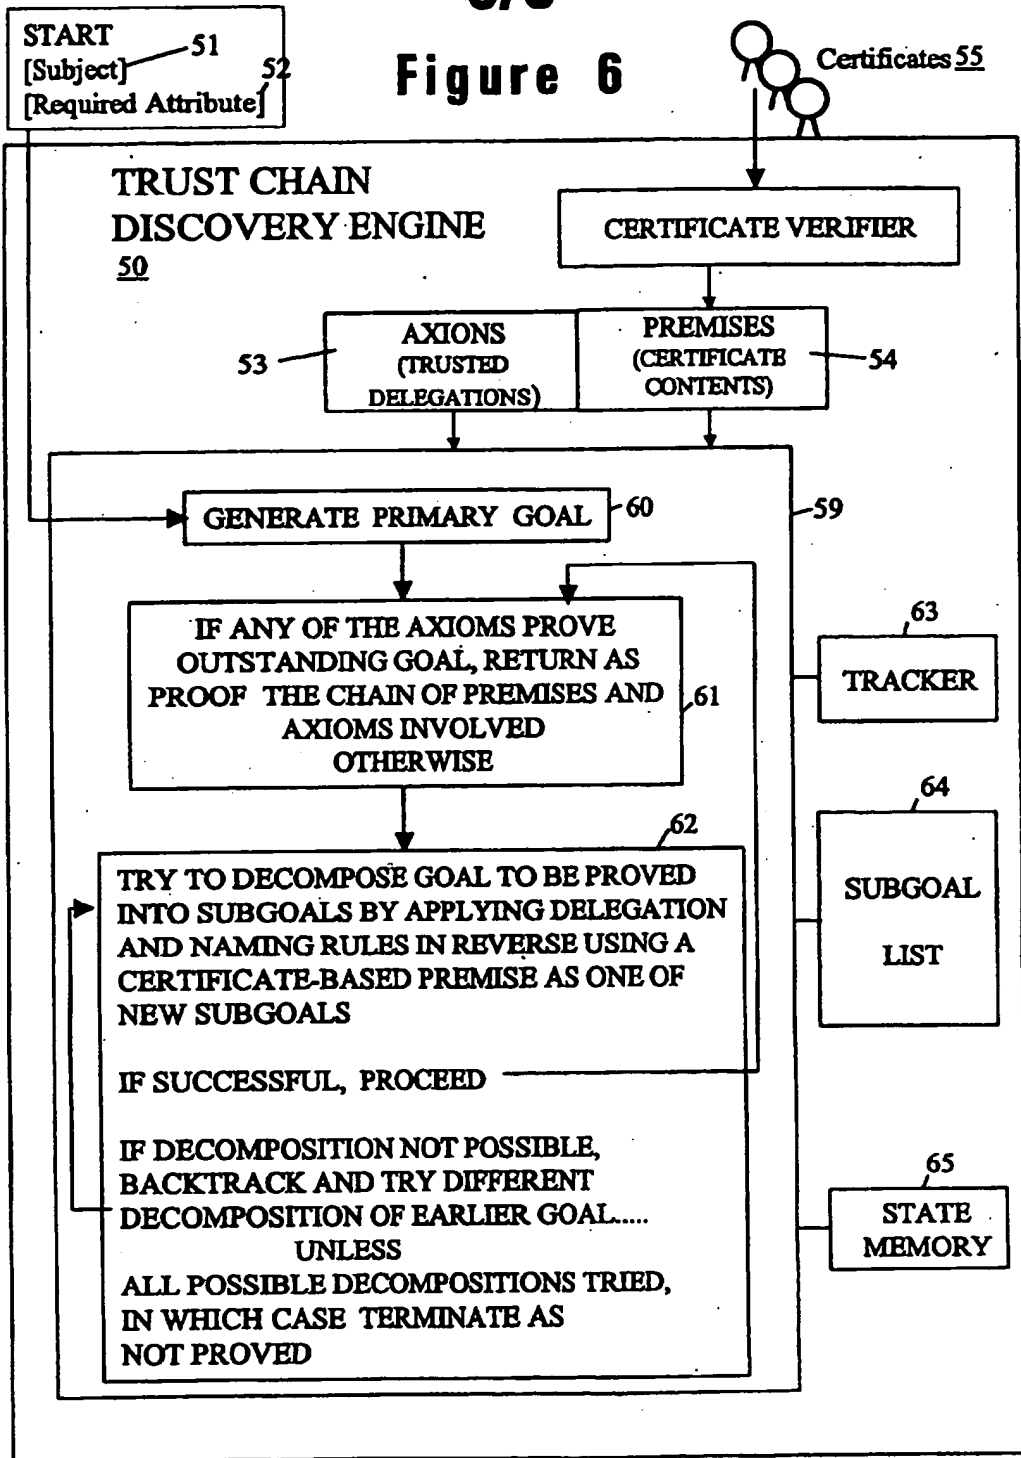 Figure 6
START
[Subject]
51
[Required Attribute]
52
Certificates 55
TRUST CHAIN
DISCOVERY ENGINE
50
CERTIFICATE VERIFIER
53
AXIONS
(TRUSTED
DELEGATIONS)
PREMISES
(CERTIFICATE
CONTENTS)
54
GENERATE PRIMARY GOAL
60
59
IF ANY OF THE AXIOMS PROVE
OUTSTANDING GOAL, RETURN AS
PROOF THE CHAIN OF PREMISES AND
AXIOMS INVOLVED
OTHERWISE
61
63
TRACKER
62
TRY TO DECOMPOSE GOAL TO BE PROVED
INTO SUBGOALS BY APPLYING DELEGATION
AND NAMING RULES IN REVERSE USING A
CERTIFICATE-BASED PREMISE AS ONE OF
NEW SUBGOALS
IF SUCCESSFUL, PROCEED
IF DECOMPOSITION NOT POSSIBLE,
BACKTRACK AND TRY DIFFERENT
DECOMPOSITION OF EARLIER GOAL.....
UNLESS
ALL POSSIBLE DECOMPOSITIONS TRIED,
IN WHICH CASE TERMINATE AS
NOT PROVED
64
SUBGOAL
LIST
65
STATE
MEMORY